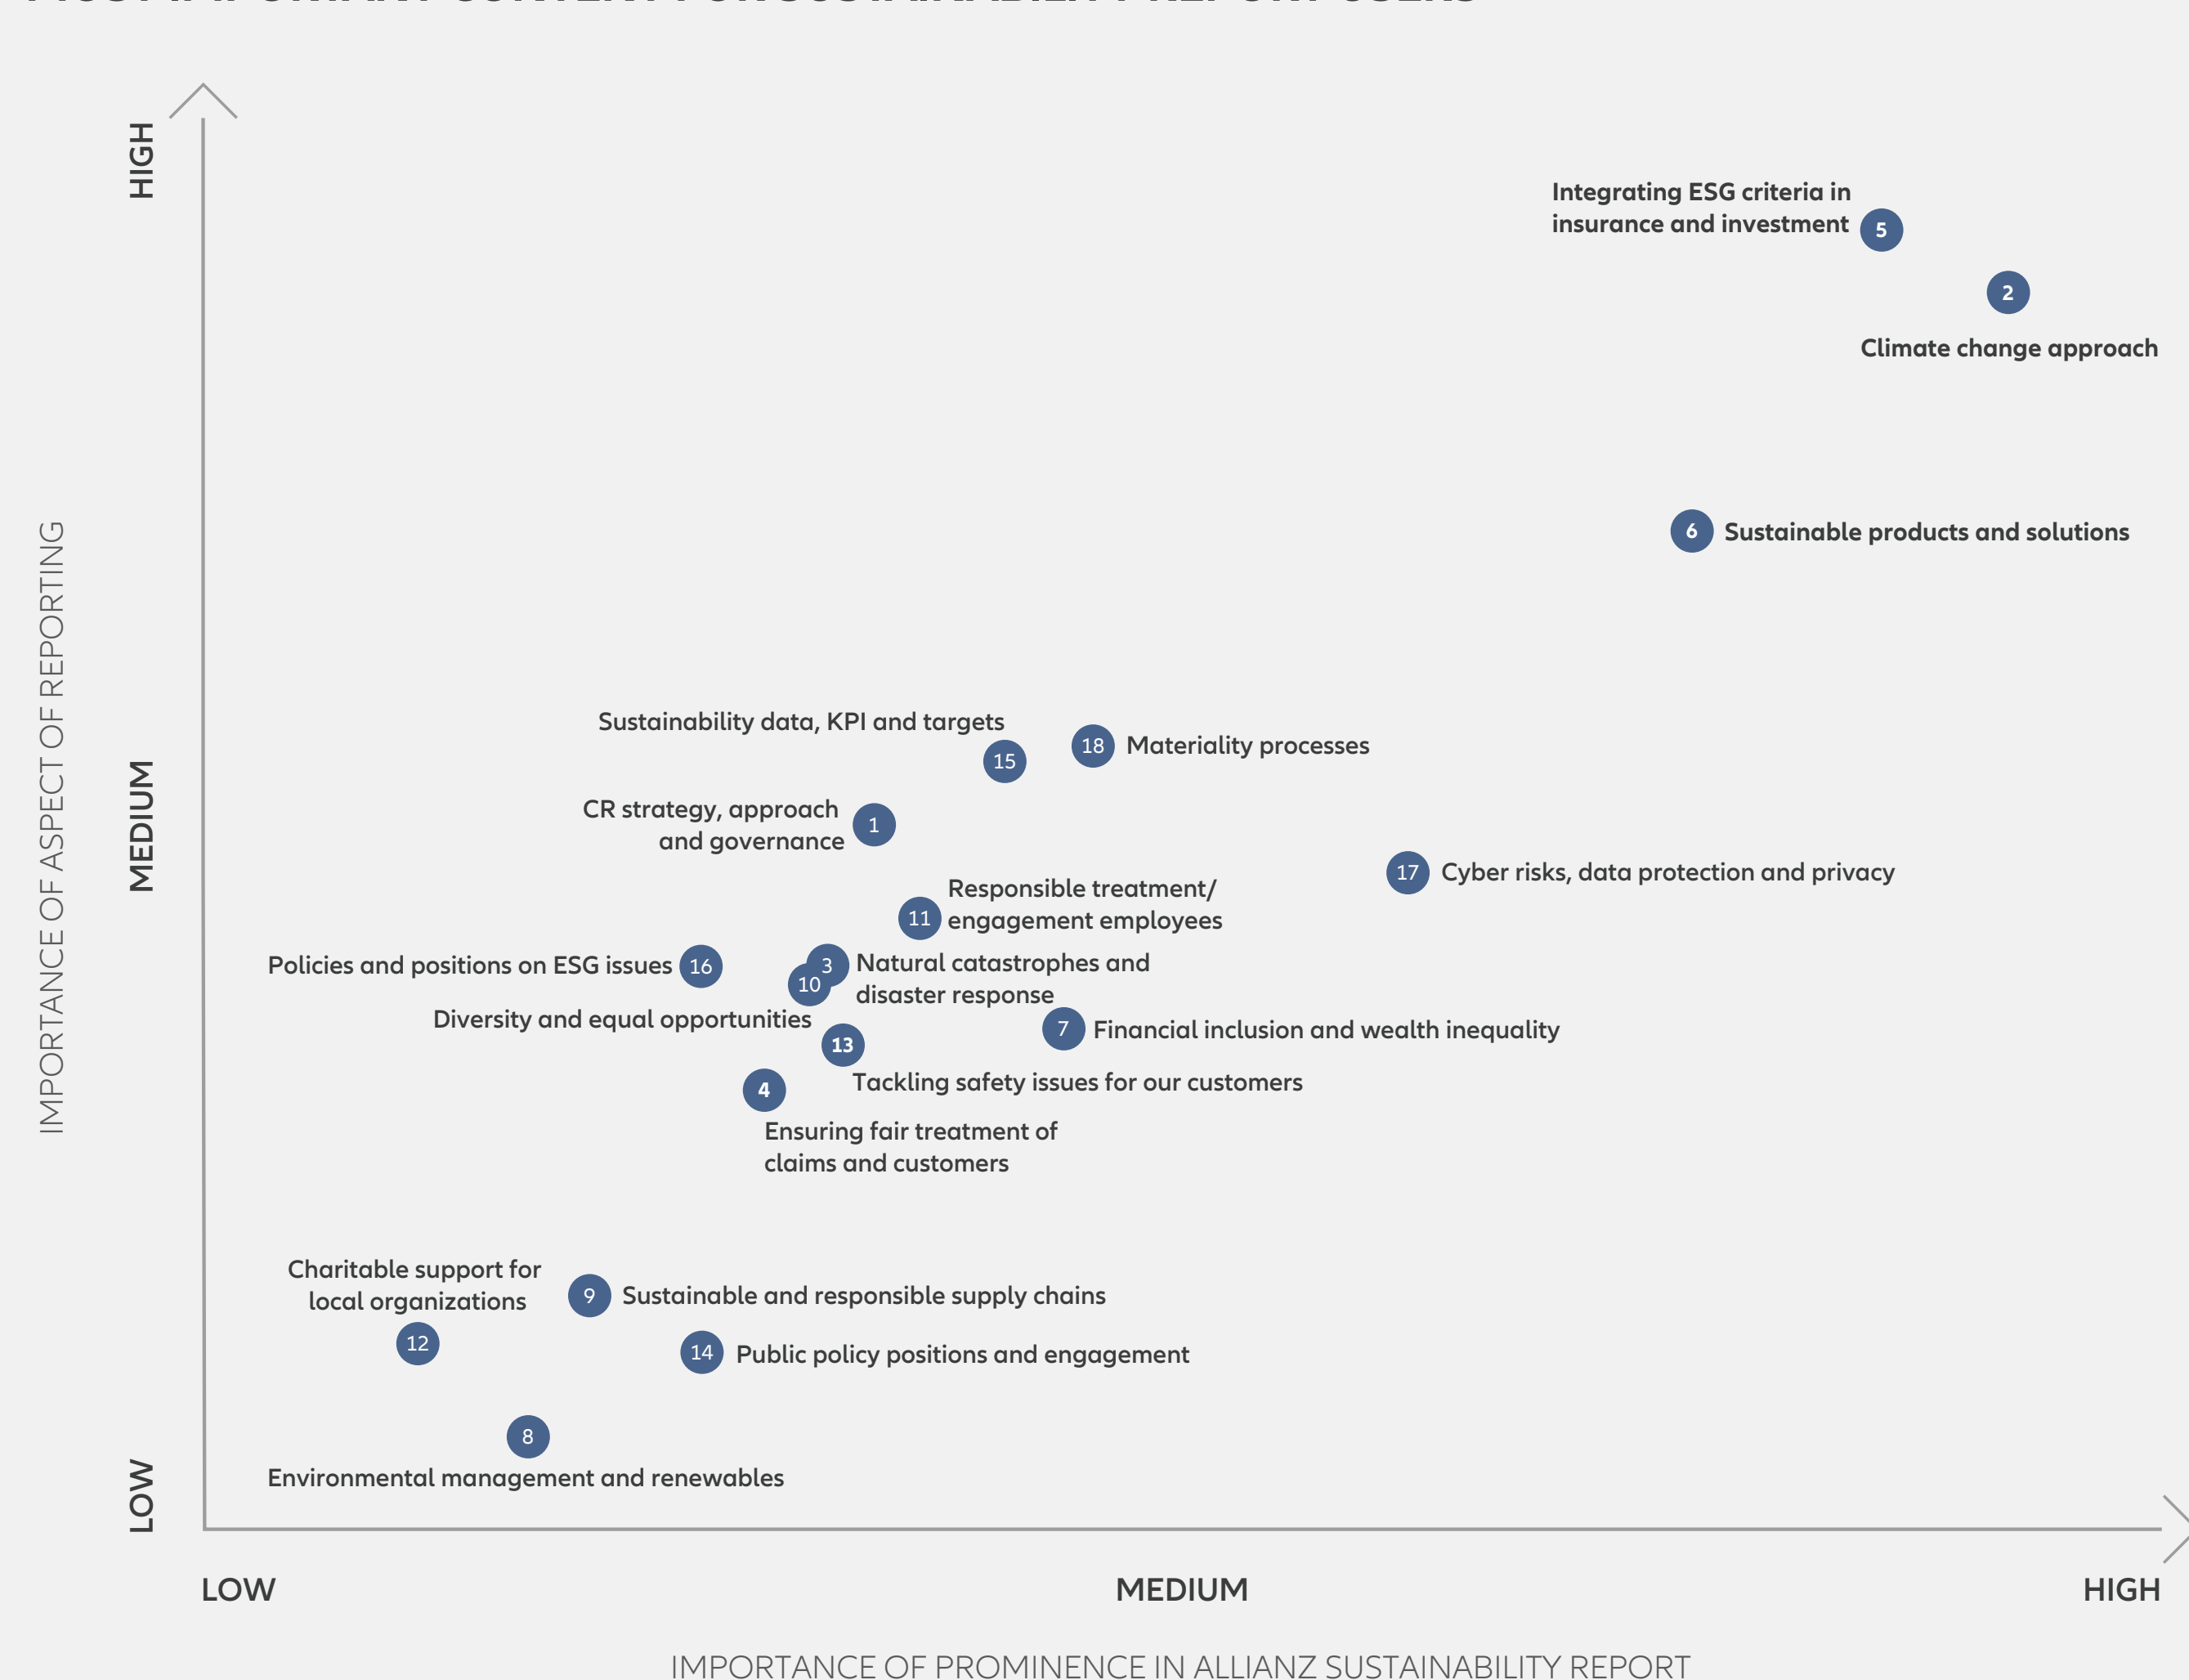 HIGH
Integrating ESG criteria in
insurance and investment
5
2
Climate change approach
6
Sustainable products and solutions
IMPORTANCE OF ASPECT OF REPORTING
Sustainability data, KPI and targets
15
18
Materiality processes
MEDIUM
CR strategy, approach
and governance
1
17
Cyber risks, data protection and privacy
Responsible treatment/
engagement employees
11
Policies and positions on ESG issues
16
3
Natural catastrophes and
disaster response
10
Diversity and equal opportunities
7
Financial inclusion and wealth inequality
13
Tackling safety issues for our customers
4
Ensuring fair treatment of
claims and customers
Charitable support for
local organizations
9
Sustainable and responsible supply chains
12
14
Public policy positions and engagement
8
Environmental management and renewables
LOW
LOW
MEDIUM
HIGH
IMPORTANCE OF PROMINENCE IN ALLIANZ SUSTAINABILITY REPORT